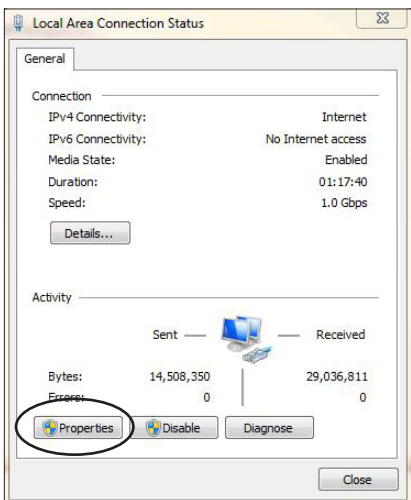 Local Area Connection Status
General
Connection
IPv4 Connectivity: Internet
IPv6 Connectivity: No Internet access
Media State: Enabled
Duration: 01:17:40
Speed: 1.0 Gbps
Details...
Activity
Sent Received
Bytes: 14,508,350 29,036,811
Errors: 0 0
Properties Disable Diagnose
Close